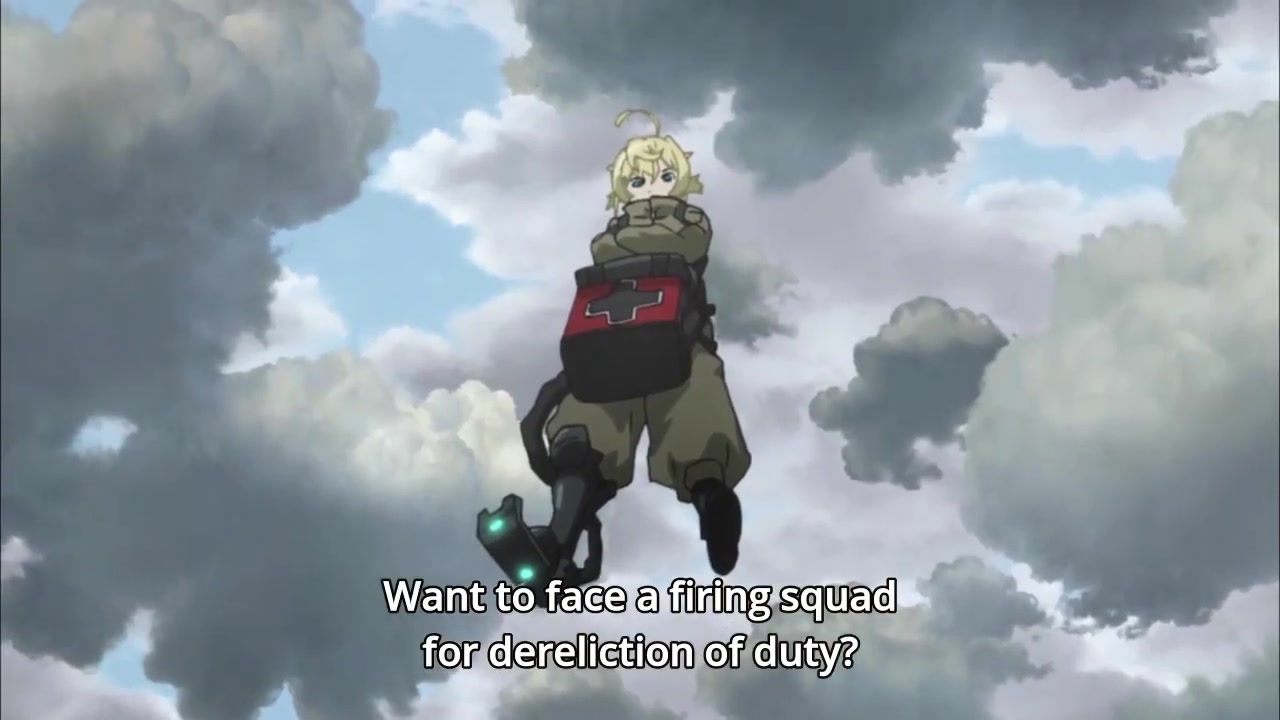 Want to face a firing squad
for dereliction of duty?